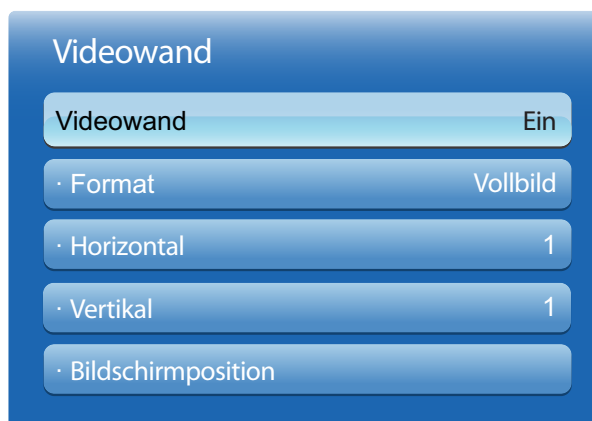 Videowand
Videowand Ein
· Format Vollbild
· Horizontal 1
· Vertikal 1
· Bildschirmposition